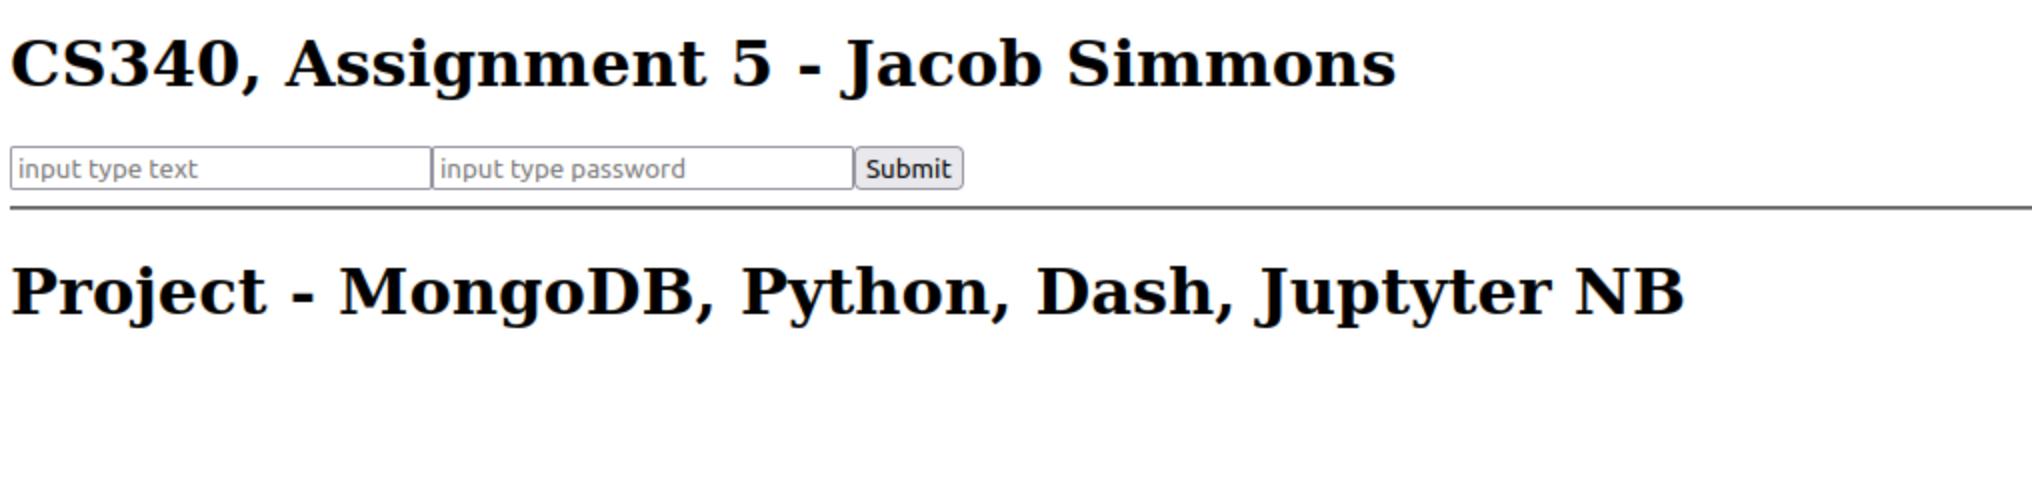 CS340, Assignment 5 - Jacob Simmons
input type text input type password Submit
Project - MongoDB, Python, Dash, Juptyter NB